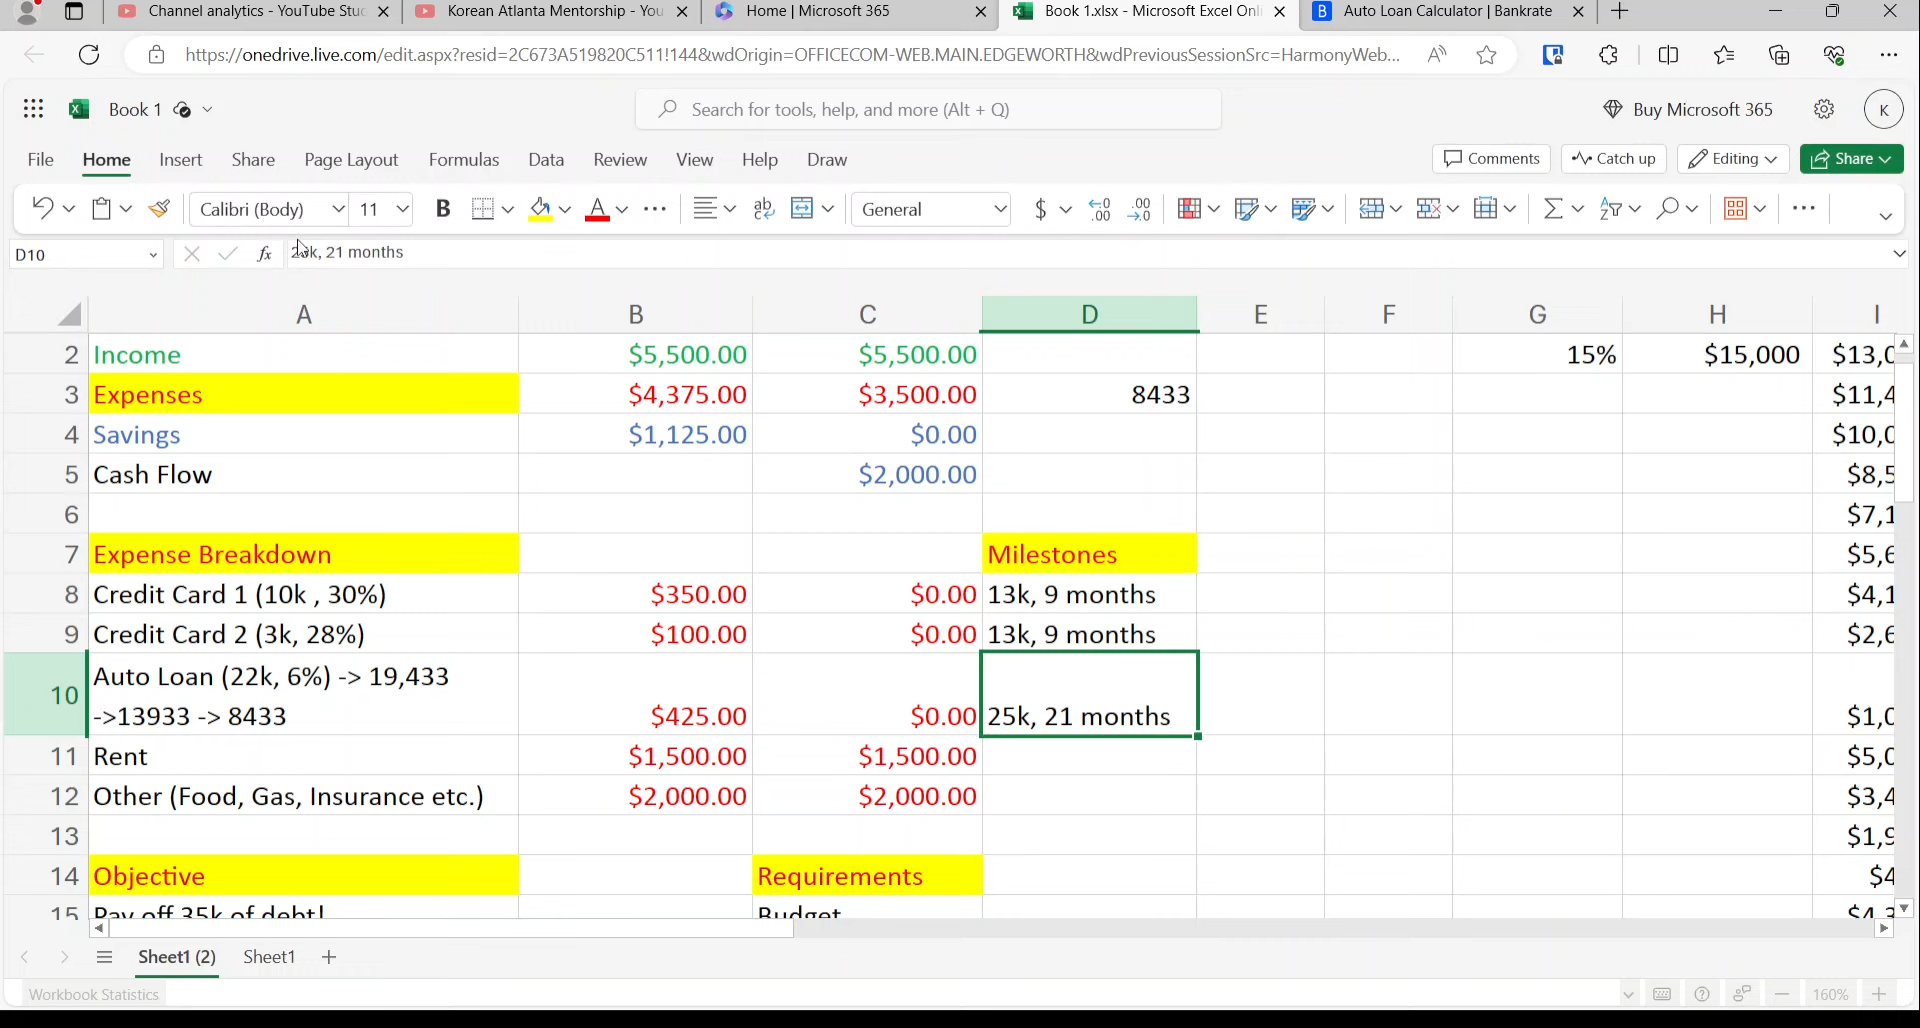 Channel analytics - YouTube Stu
Korean Atlanta Mentorship - You
Home | Microsoft 365
Book 1.xlsx - Microsoft Excel Onli
Auto Loan Calculator | Bankrate
https://onedrive.live.com/edit.aspx?resid=2C673A519820C511!144&wdOrigin=OFFICECOM-WEB.MAIN.EDGEWORTH&wdPreviousSessionSrc=HarmonyWeb...
Book 1
Search for tools, help, and more (Alt + Q)
Buy Microsoft 365
K
File Home Insert Share Page Layout Formulas Data Review View Help Draw
Comments Catch up Editing Share
Calibri (Body) 11 B General
D10 fx 25k, 21 months
A B C D E F G H I
2 Income $5,500.00 $5,500.00 15% $15,000 $13,0
3 Expenses $4,375.00 $3,500.00 8433 $11,4
4 Savings $1,125.00 $0.00 $10,0
5 Cash Flow $2,000.00 $8,5
6 $7,1
7 Expense Breakdown Milestones $5,6
8 Credit Card 1 (10k , 30%) $350.00 $0.00 13k, 9 months $4,1
9 Credit Card 2 (3k, 28%) $100.00 $0.00 13k, 9 months $2,6
Auto Loan (22k, 6%) -> 19,433
10
->13933 -> 8433 $425.00 $0.00 25k, 21 months $1,0
11 Rent $1,500.00 $1,500.00 $5,0
12 Other (Food, Gas, Insurance etc.) $2,000.00 $2,000.00 $3,4
13 $1,9
14 Objective Requirements $4
15 Pay off 35k of debt! Budget $4,3
Sheet1 (2) Sheet1
Workbook Statistics
160%